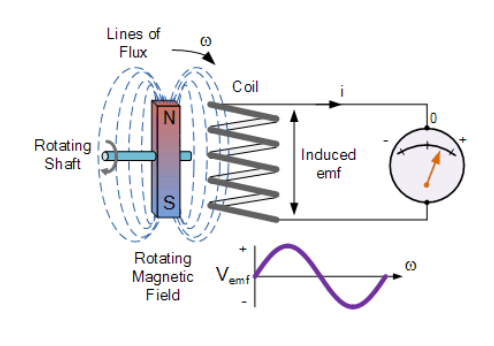 Lines of
Flux
ω
Coil
i
0
N
- +
Rotating
Shaft
Induced
emf
S
Rotating
Magnetic
Field
+
Vemf
-
ω